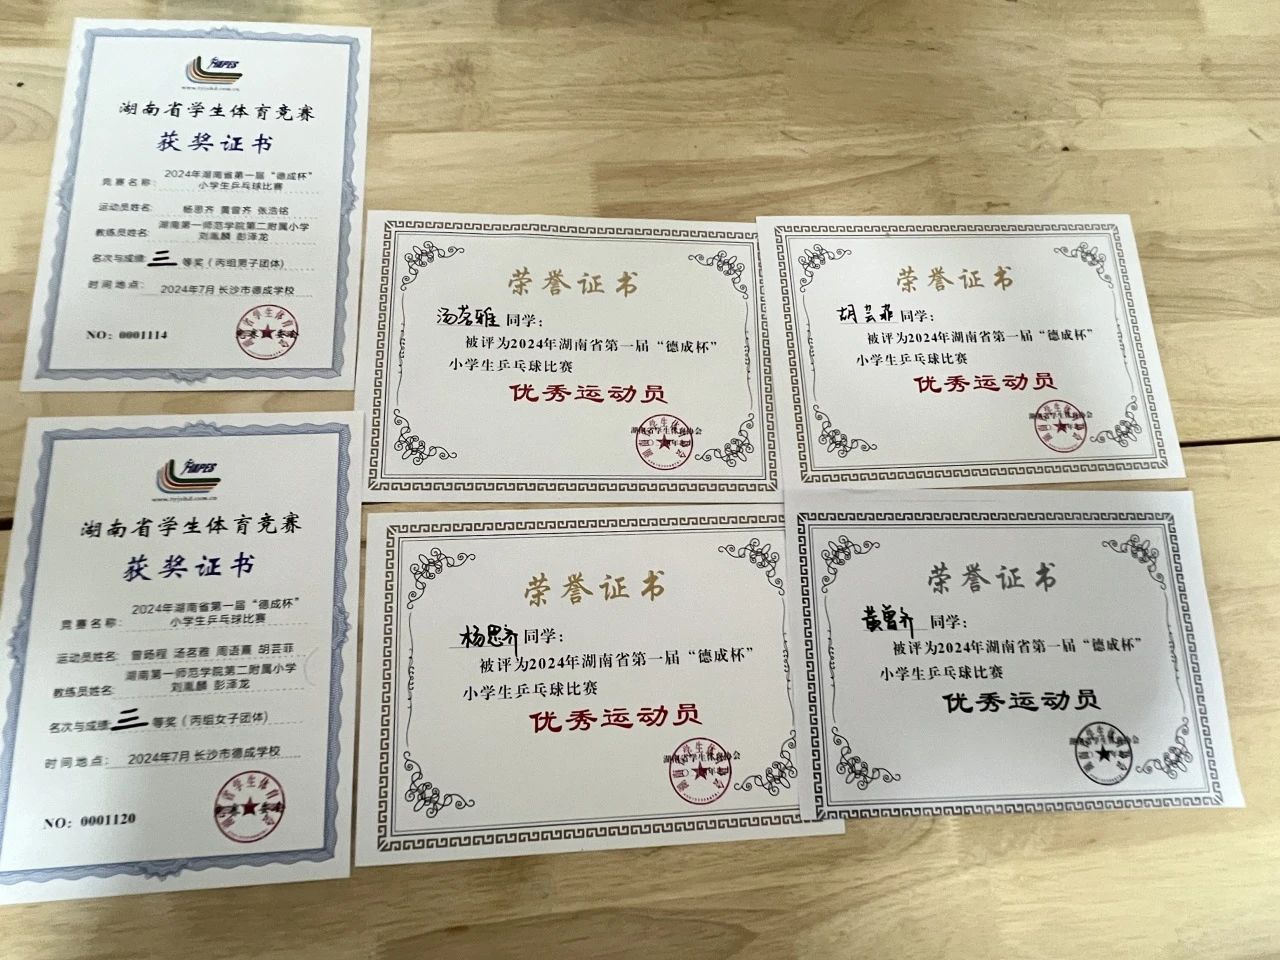 湖南省学生体育竞赛
获奖证书
竞赛名称: 2024年湖南省第一届“德成杯”
小学生乒乓球比赛
运动员姓名: 杨思齐 黄曾齐 张浩铭
湖南第一师范学院第二附属小学
教练员姓名: 刘胤麟 彭泽龙
名次与成绩: 三 等奖(丙组男子团体)
时间地点: 2024年7月 长沙市德成学校
NO: 0001114
湖南省学生体育竞赛
获奖证书
竞赛名称: 2024年湖南省第一届“德成杯”
小学生乒乓球比赛
运动员姓名: 曾旸程 汤茗雅 周语熹 胡芸菲
湖南第一师范学院第二附属小学
教练员姓名: 刘胤麟 彭泽龙
名次与成绩: 三 等奖(丙组女子团体)
时间地点: 2024年7月 长沙市德成学校
NO: 0001120
荣誉证书
汤茗雅 同学:
被评为2024年湖南省第一届“德成杯”
小学生乒乓球比赛
优秀运动员
荣誉证书
胡芸菲 同学:
被评为2024年湖南省第一届“德成杯”
小学生乒乓球比赛
优秀运动员
荣誉证书
杨思齐 同学:
被评为2024年湖南省第一届“德成杯”
小学生乒乓球比赛
优秀运动员
荣誉证书
黄曾齐 同学:
被评为2024年湖南省第一届“德成杯”
小学生乒乓球比赛
优秀运动员